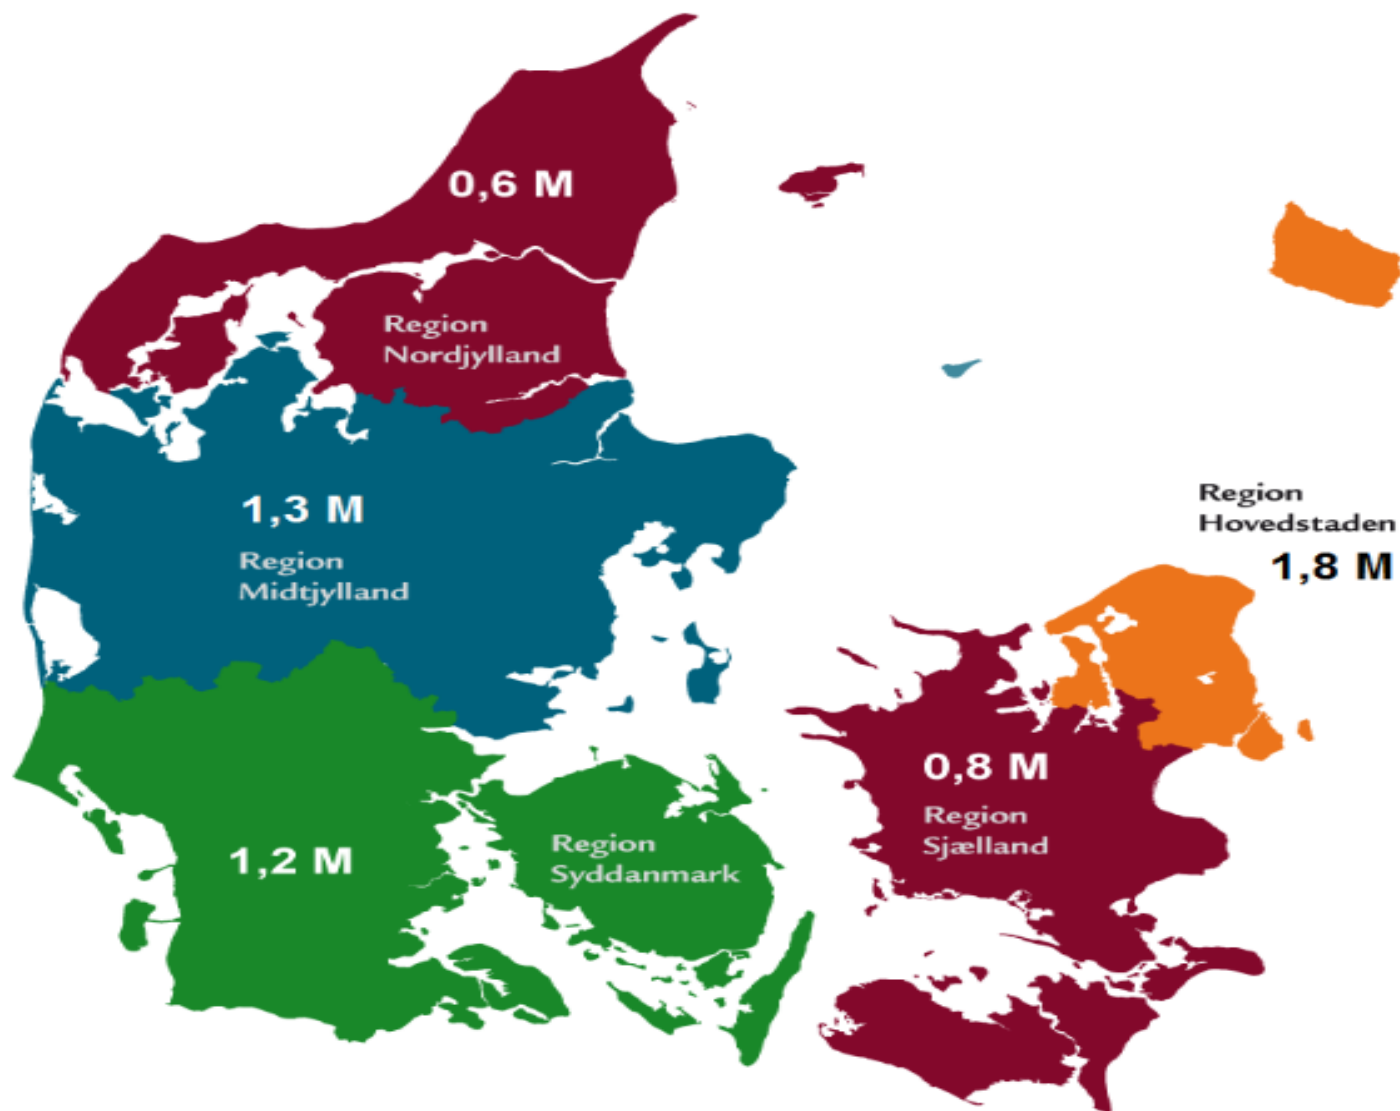 0,6 M
Region
Nordjylland
1,3 M
Region
Midtjylland
Region
Hovedstaden
1,8 M
0,8 M
Region
Sjælland
1,2 M
Region
Syddanmark